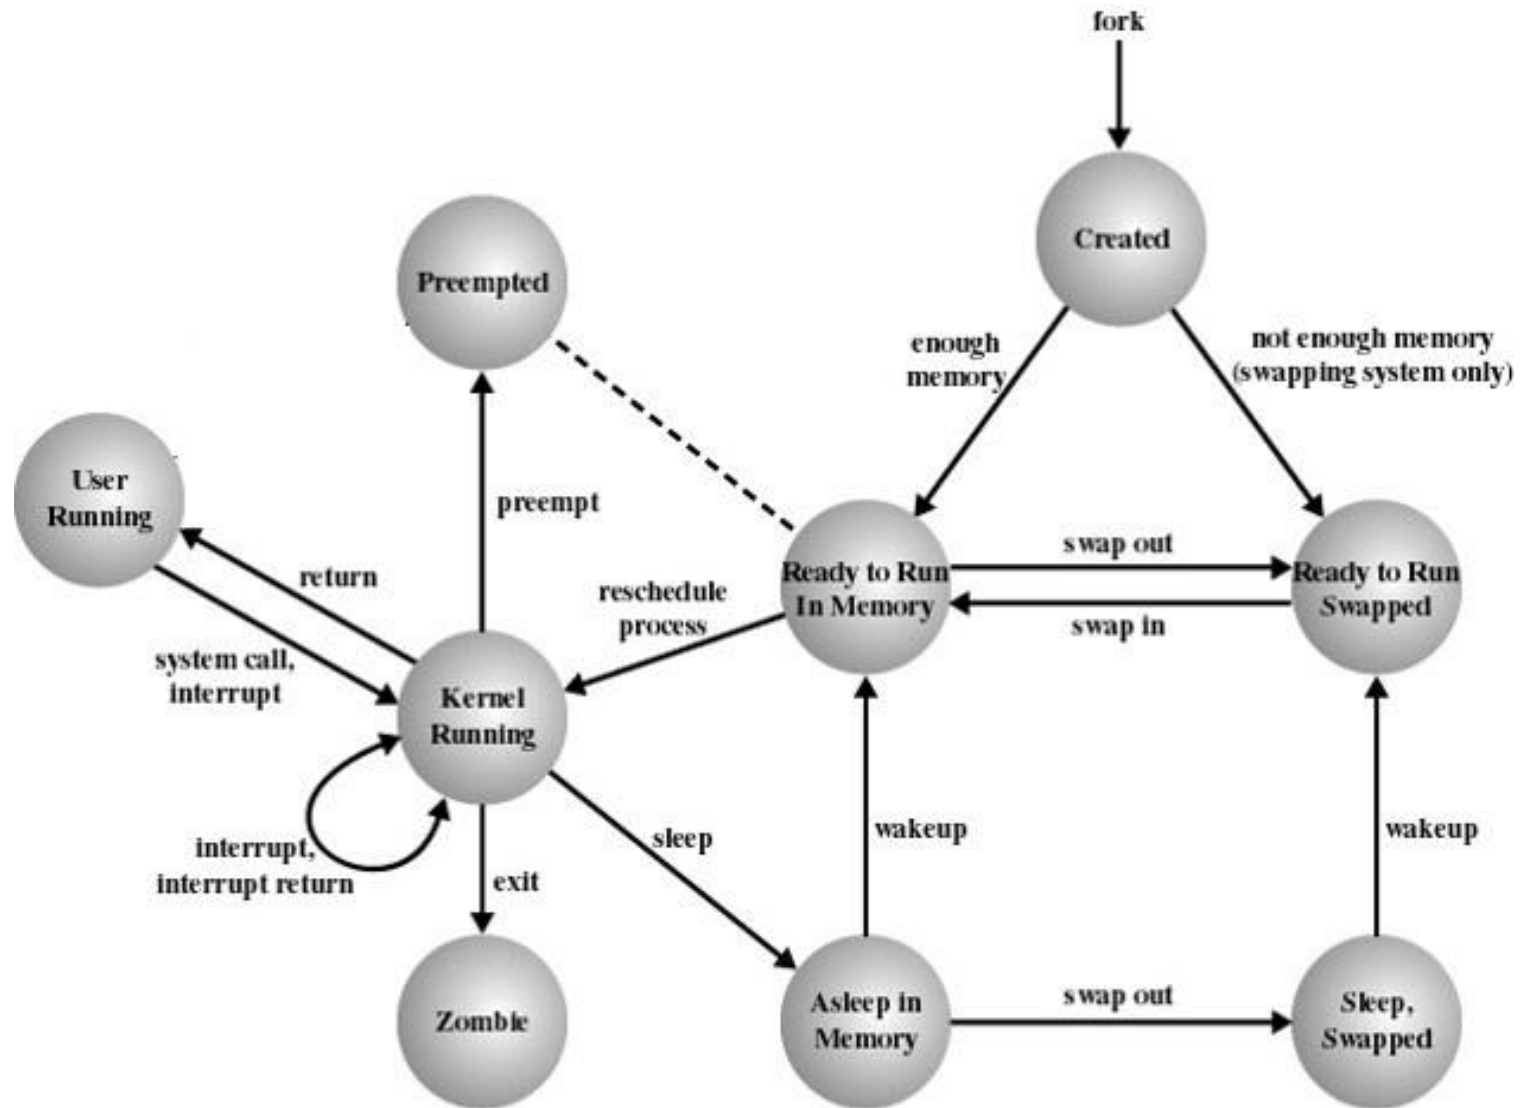 fork
Created
Preempted
enough
memory
not enough memory
(swapping system only)
User
Running
preempt
return
swap out
Ready to Run
In Memory
Ready to Run
Swapped
reschedule
process
swap in
system call,
interrupt
Kernel
Running
interrupt,
interrupt return
sleep
wakeup
wakeup
exit
Zombie
Asleep in
Memory
swap out
Sleep,
Swapped